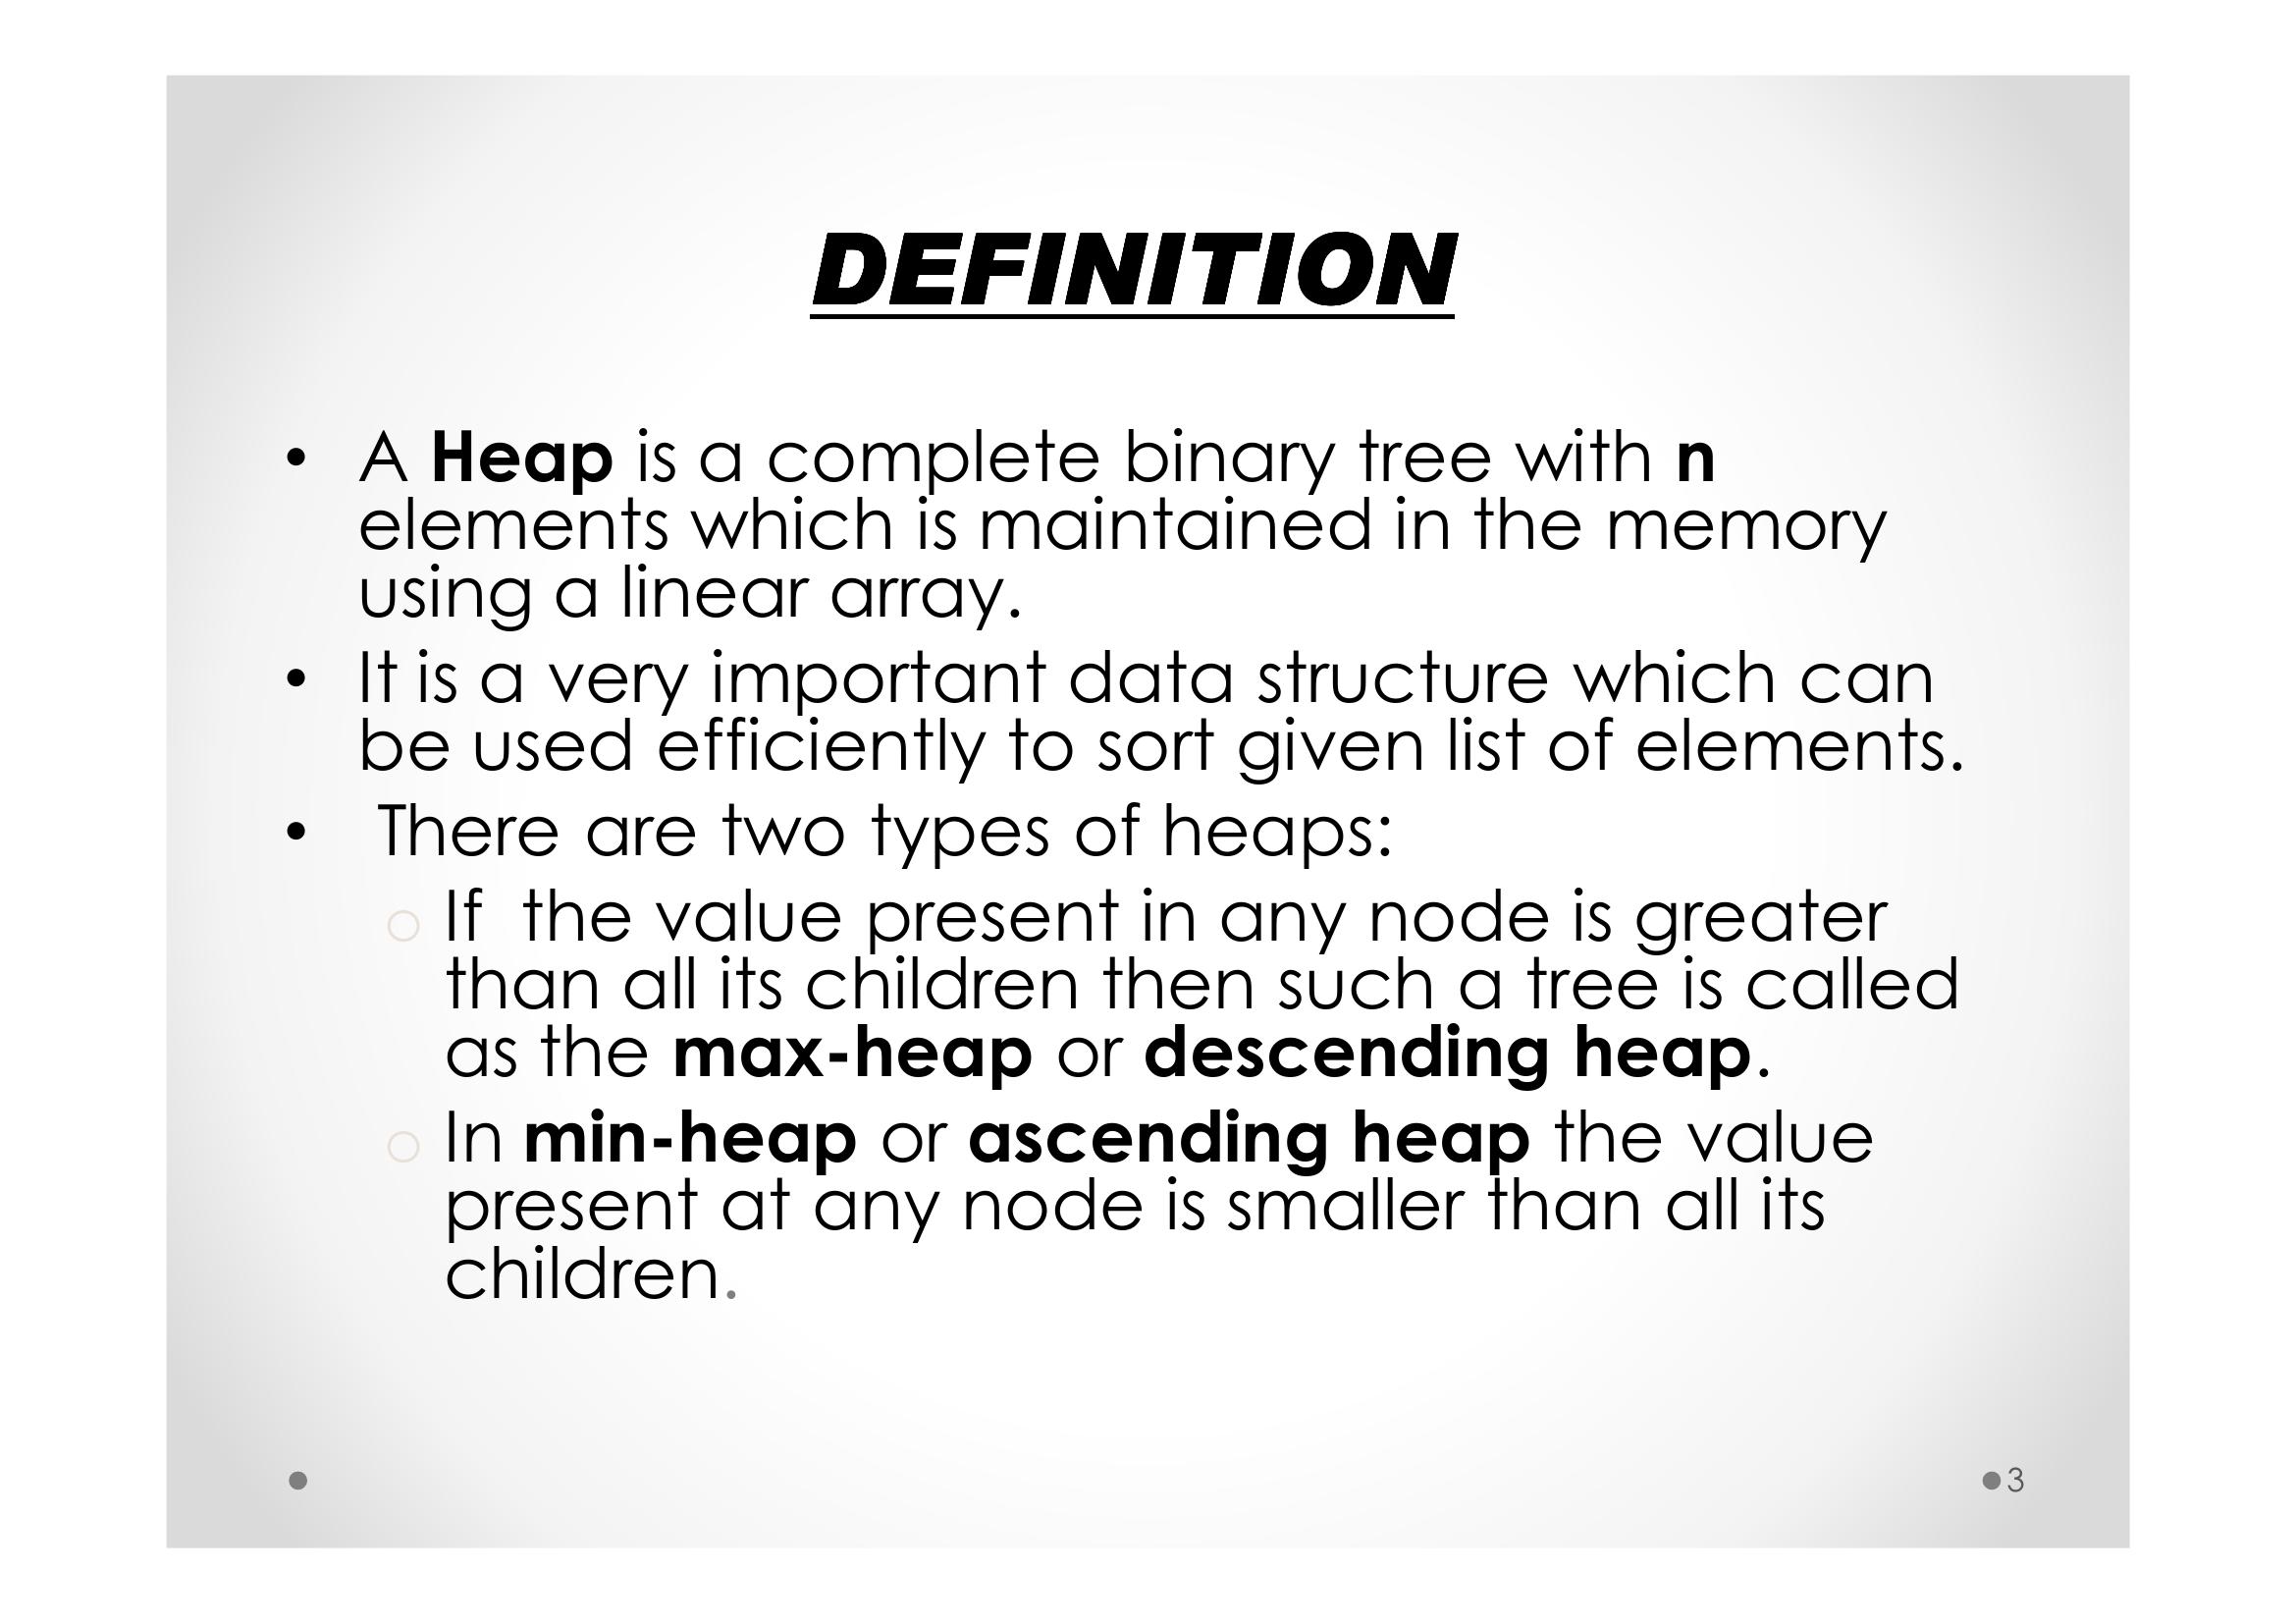 DEFINITION
• A Heap is a complete binary tree with n
elements which is maintained in the memory
using a linear array.
• It is a very important data structure which can
be used efficiently to sort given list of elements.
• There are two types of heaps:
○ If the value present in any node is greater
than all its children then such a tree is called
as the max-heap or descending heap.
○ In min-heap or ascending heap the value
present at any node is smaller than all its
children.
•
•3